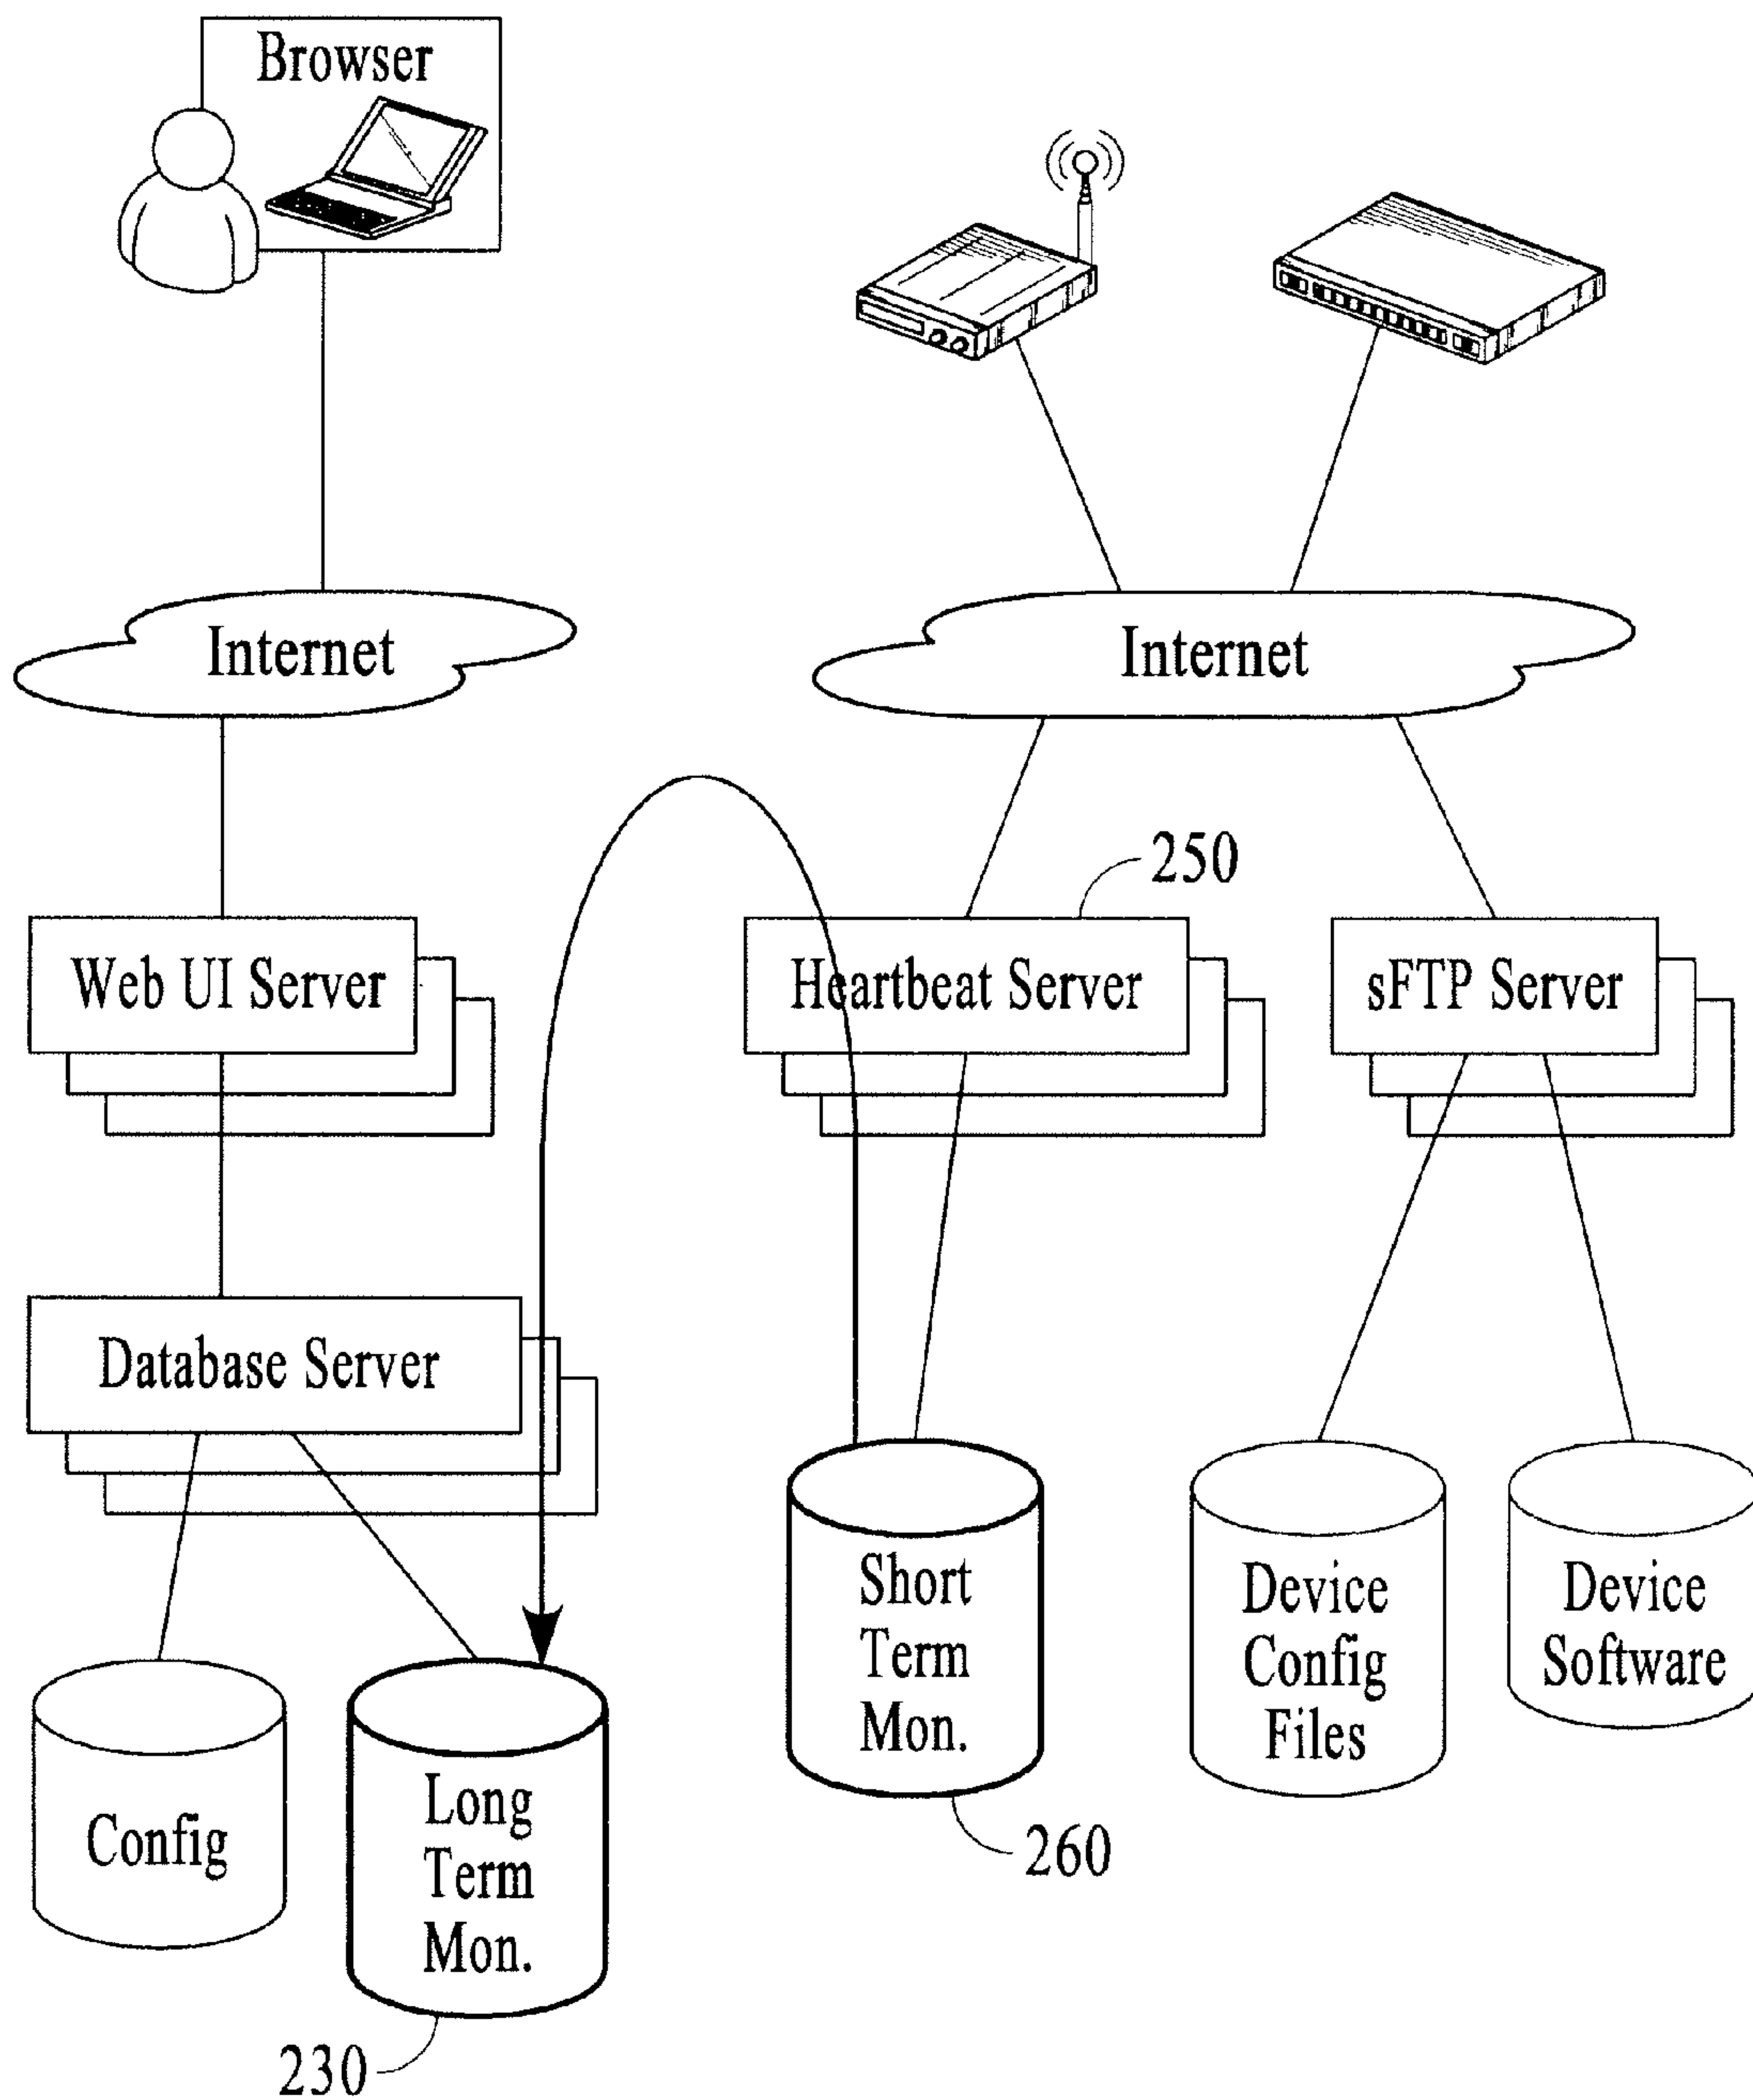 Browser
Internet
Internet
250
Web UI Server
Heartbeat Server
sFTP Server
Database Server
Short
Term
Mon.
Device
Config
Files
Device
Software
Config
Long
Term
Mon.
260
230